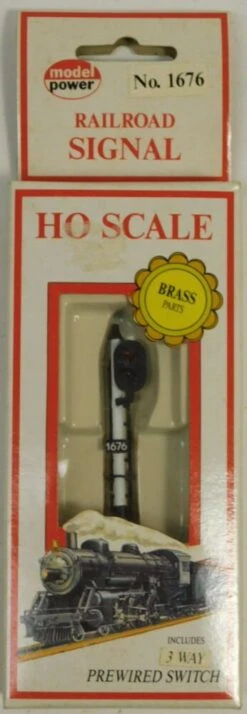 model
power
No. 1676
RAILROAD
SIGNAL
HO SCALE
BRASS
PARTS
1676
INCLUDES
3 WAY
PREWIRED SWITCH